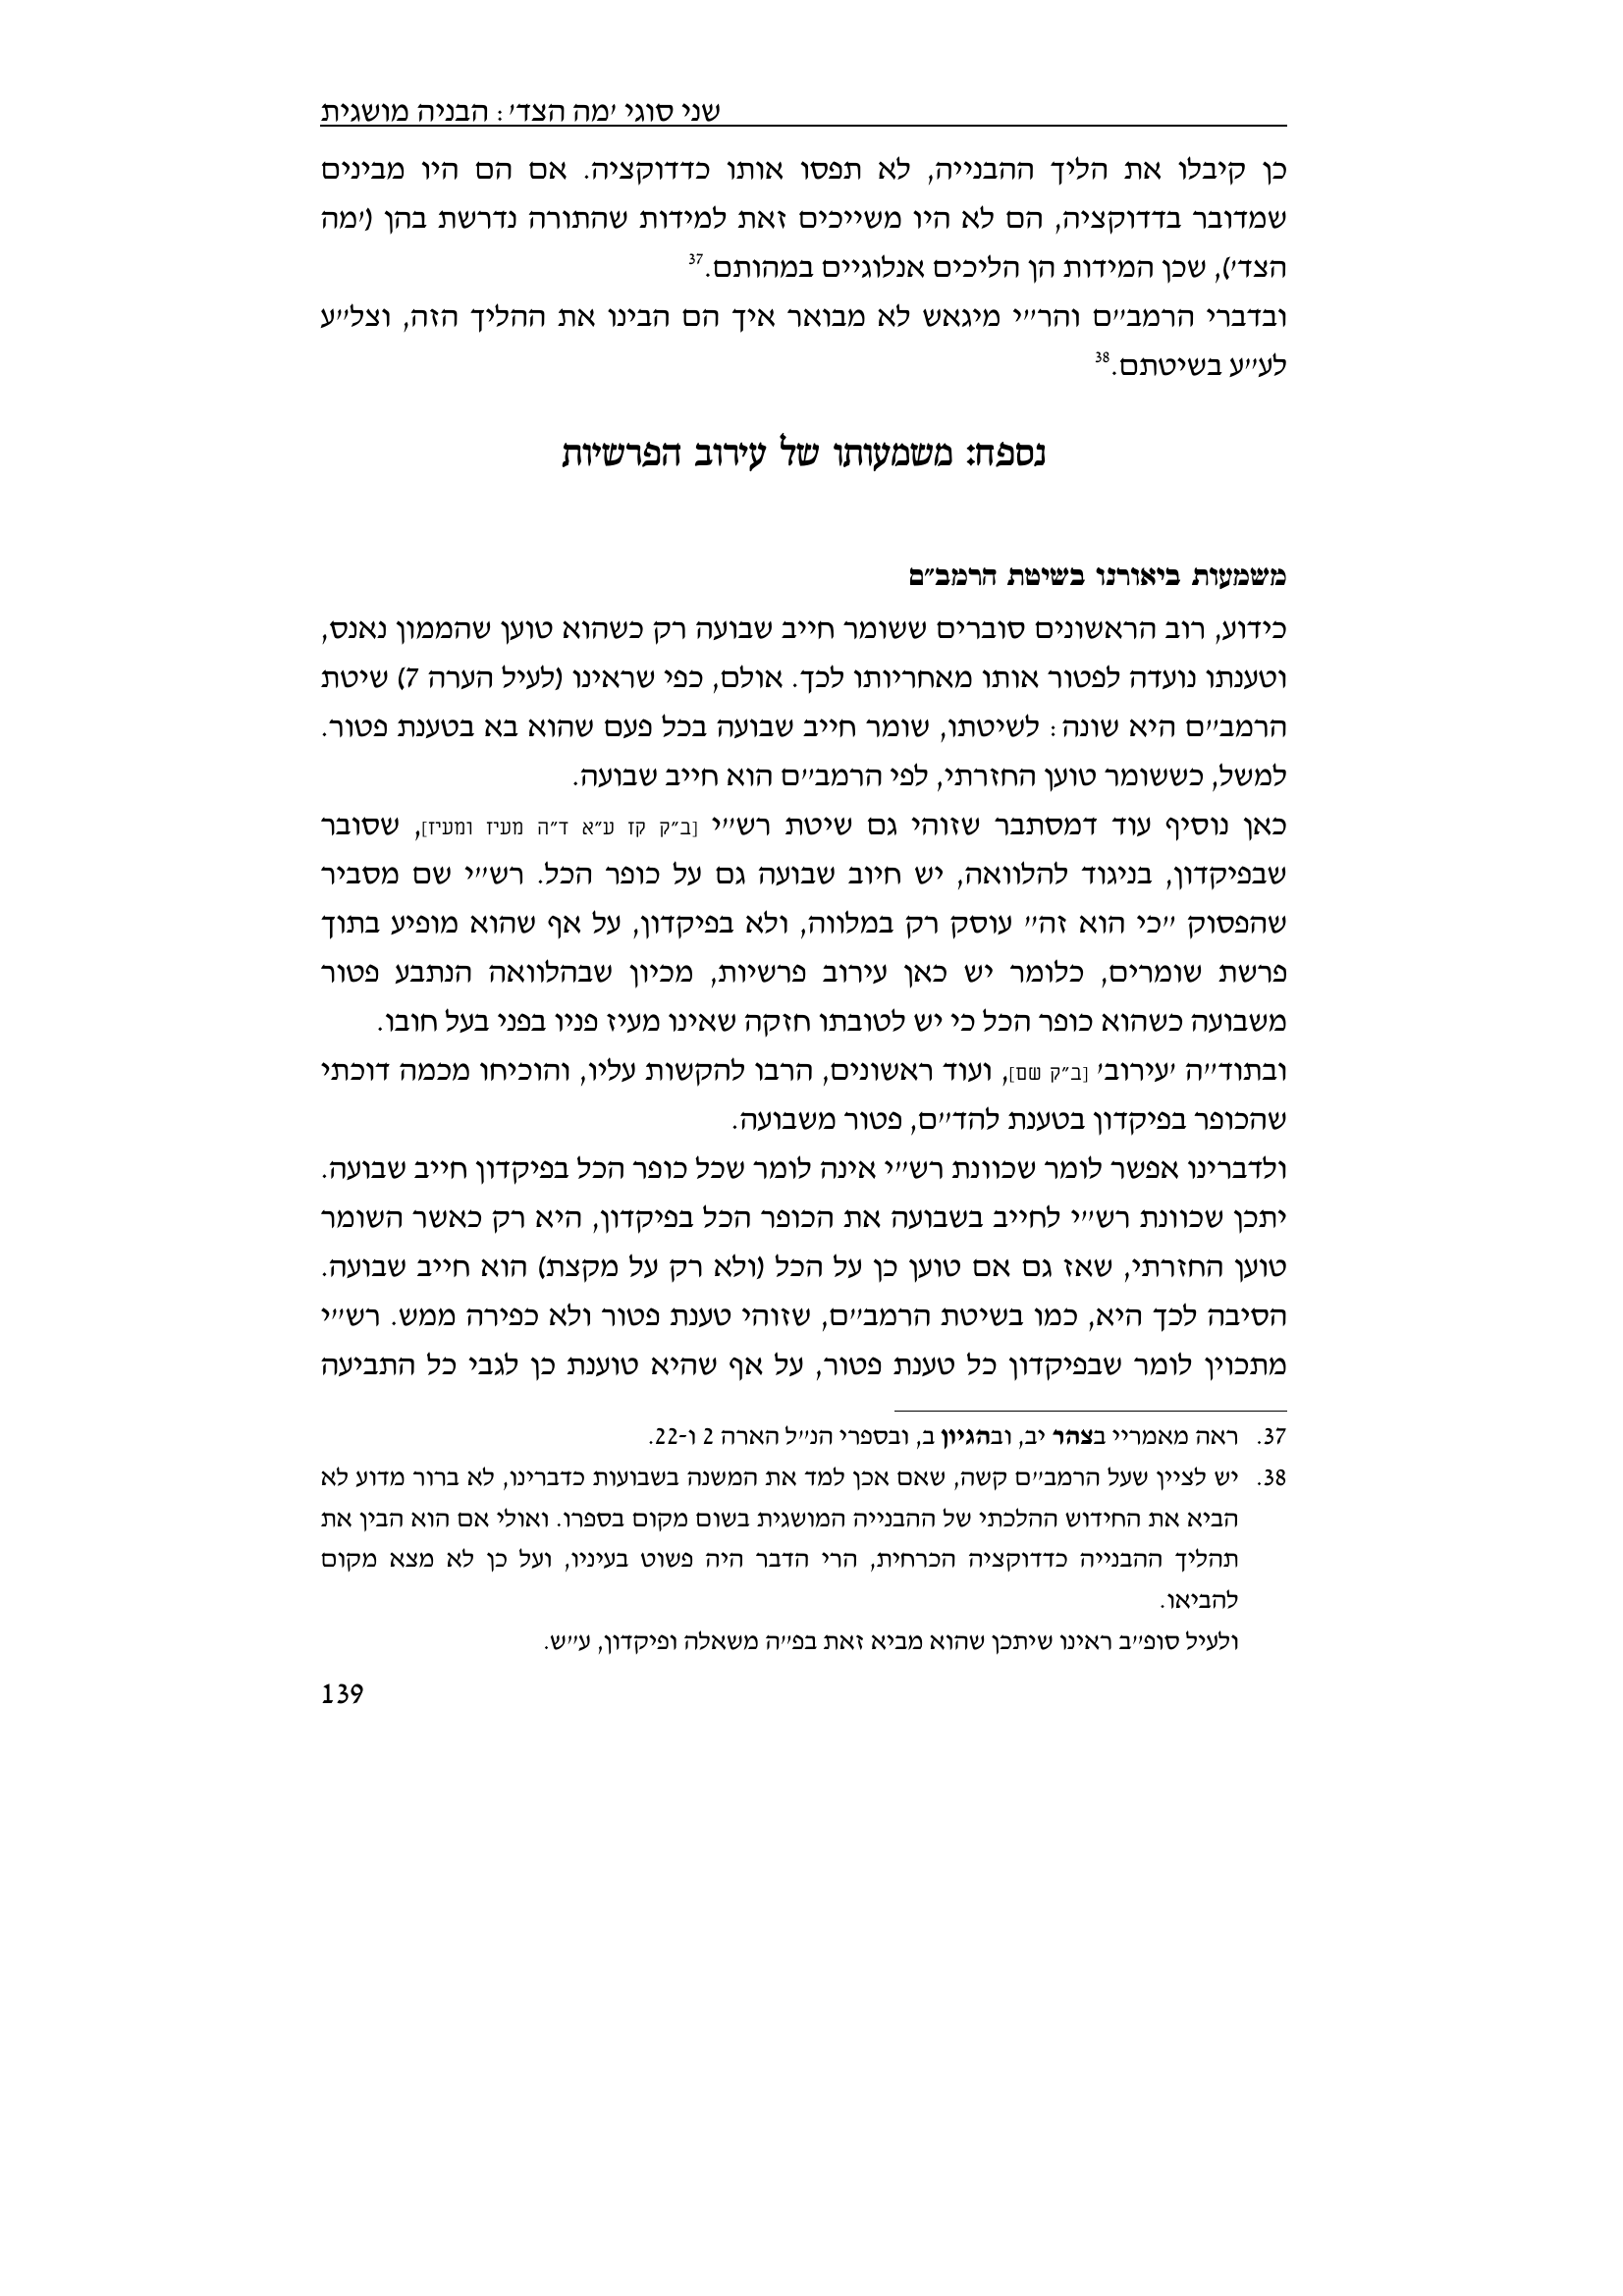 שני סוגי 'מה הצד': הבניה מושגית
כן קיבלו את הליך ההבנייה, לא תפסו אותו כדדוקציה. אם הם היו מבינים
שמדובר בדדוקציה, הם לא היו משייכים זאת למידות שהתורה נדרשת בהן ('מה
הצד'), שכן המידות הן הליכים אנלוגיים במהותם.37
ובדברי הרמב"ם והר"י מיגאש לא מבואר איך הם הבינו את ההליך הזה, וצל"ע
לע"ע בשיטתם.38
נספח: משמעותו של עירוב הפרשיות
משמעות ביאורנו בשיטת הרמב"ם
כידוע, רוב הראשונים סוברים ששומר חייב שבועה רק כשהוא טוען שהממון נאנס,
וטענתו נועדה לפטור אותו מאחריותו לכך. אולם, כפי שראינו (לעיל הערה 7) שיטת
הרמב"ם היא שונה: לשיטתו, שומר חייב שבועה בכל פעם שהוא בא בטענת פטור.
למשל, כששומר טוען החזרתי, לפי הרמב"ם הוא חייב שבועה.
כאן נוסיף עוד דמסתבר שזוהי גם שיטת רש"י [ב"ק קז ע"א ד"ה מעיז ומעיז], שסובר
שבפיקדון, בניגוד להלוואה, יש חיוב שבועה גם על כופר הכל. רש"י שם מסביר
שהפסוק "כי הוא זה" עוסק רק במלווה, ולא בפיקדון, על אף שהוא מופיע בתוך
פרשת שומרים, כלומר יש כאן עירוב פרשיות, מכיון שבהלוואה הנתבע פטור
משבועה כשהוא כופר הכל כי יש לטובתו חזקה שאינו מעיז פניו בפני בעל חובו.
ובתוד"ה 'עירוב' [ב"ק שם], ועוד ראשונים, הרבו להקשות עליו, והוכיחו מכמה דוכתי
שהכופר בפיקדון בטענת להד"ם, פטור משבועה.
ולדברינו אפשר לומר שכוונת רש"י אינה לומר שכל כופר הכל בפיקדון חייב שבועה.
יתכן שכוונת רש"י לחייב בשבועה את הכופר הכל בפיקדון, היא רק כאשר השומר
טוען החזרתי, שאז גם אם טוען כן על הכל (ולא רק על מקצת) הוא חייב שבועה.
הסיבה לכך היא, כמו בשיטת הרמב"ם, שזוהי טענת פטור ולא כפירה ממש. רש"י
מתכוין לומר שבפיקדון כל טענת פטור, על אף שהיא טוענת כן לגבי כל התביעה
37. ראה מאמריי בצהר יב, ובהגיון ב, ובספרי הנ"ל הארה 2 ו-22.
38. יש לציין שעל הרמב"ם קשה, שאם אכן למד את המשנה בשבועות כדברינו, לא ברור מדוע לא
הביא את החידוש ההלכתי של ההבנייה המושגית בשום מקום בספרו. ואולי אם הוא הבין את
תהליך ההבנייה כדדוקציה הכרחית, הרי הדבר היה פשוט בעיניו, ועל כן לא מצא מקום
להביאו.
ולעיל סופ"ב ראינו שיתכן שהוא מביא זאת בפ"ה משאלה ופיקדון, ע"ש.
139